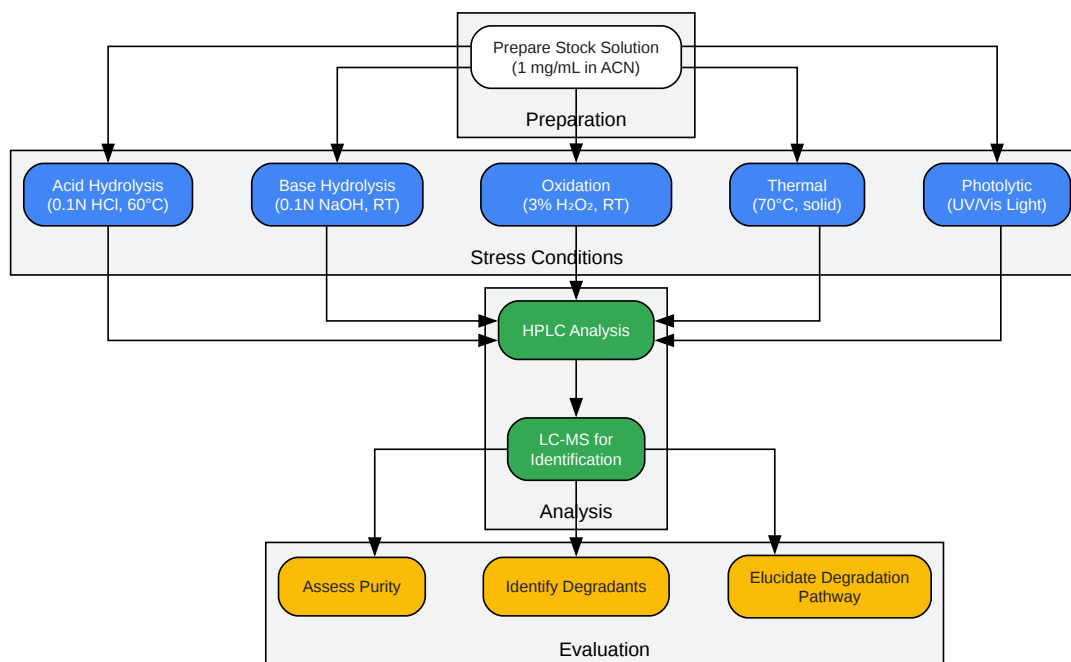 Prepare Stock Solution
(1 mg/mL in ACN)
Preparation
Acid Hydrolysis
(0.1N HCl, 60°C)
Base Hydrolysis
(0.1N NaOH, RT)
Oxidation
(3% H₂O₂, RT)
Thermal
(70°C, solid)
Photolytic
(UV/Vis Light)
Stress Conditions
HPLC Analysis
LC-MS for
Identification
Analysis
Assess Purity
Identify Degradants
Elucidate Degradation
Pathway
Evaluation